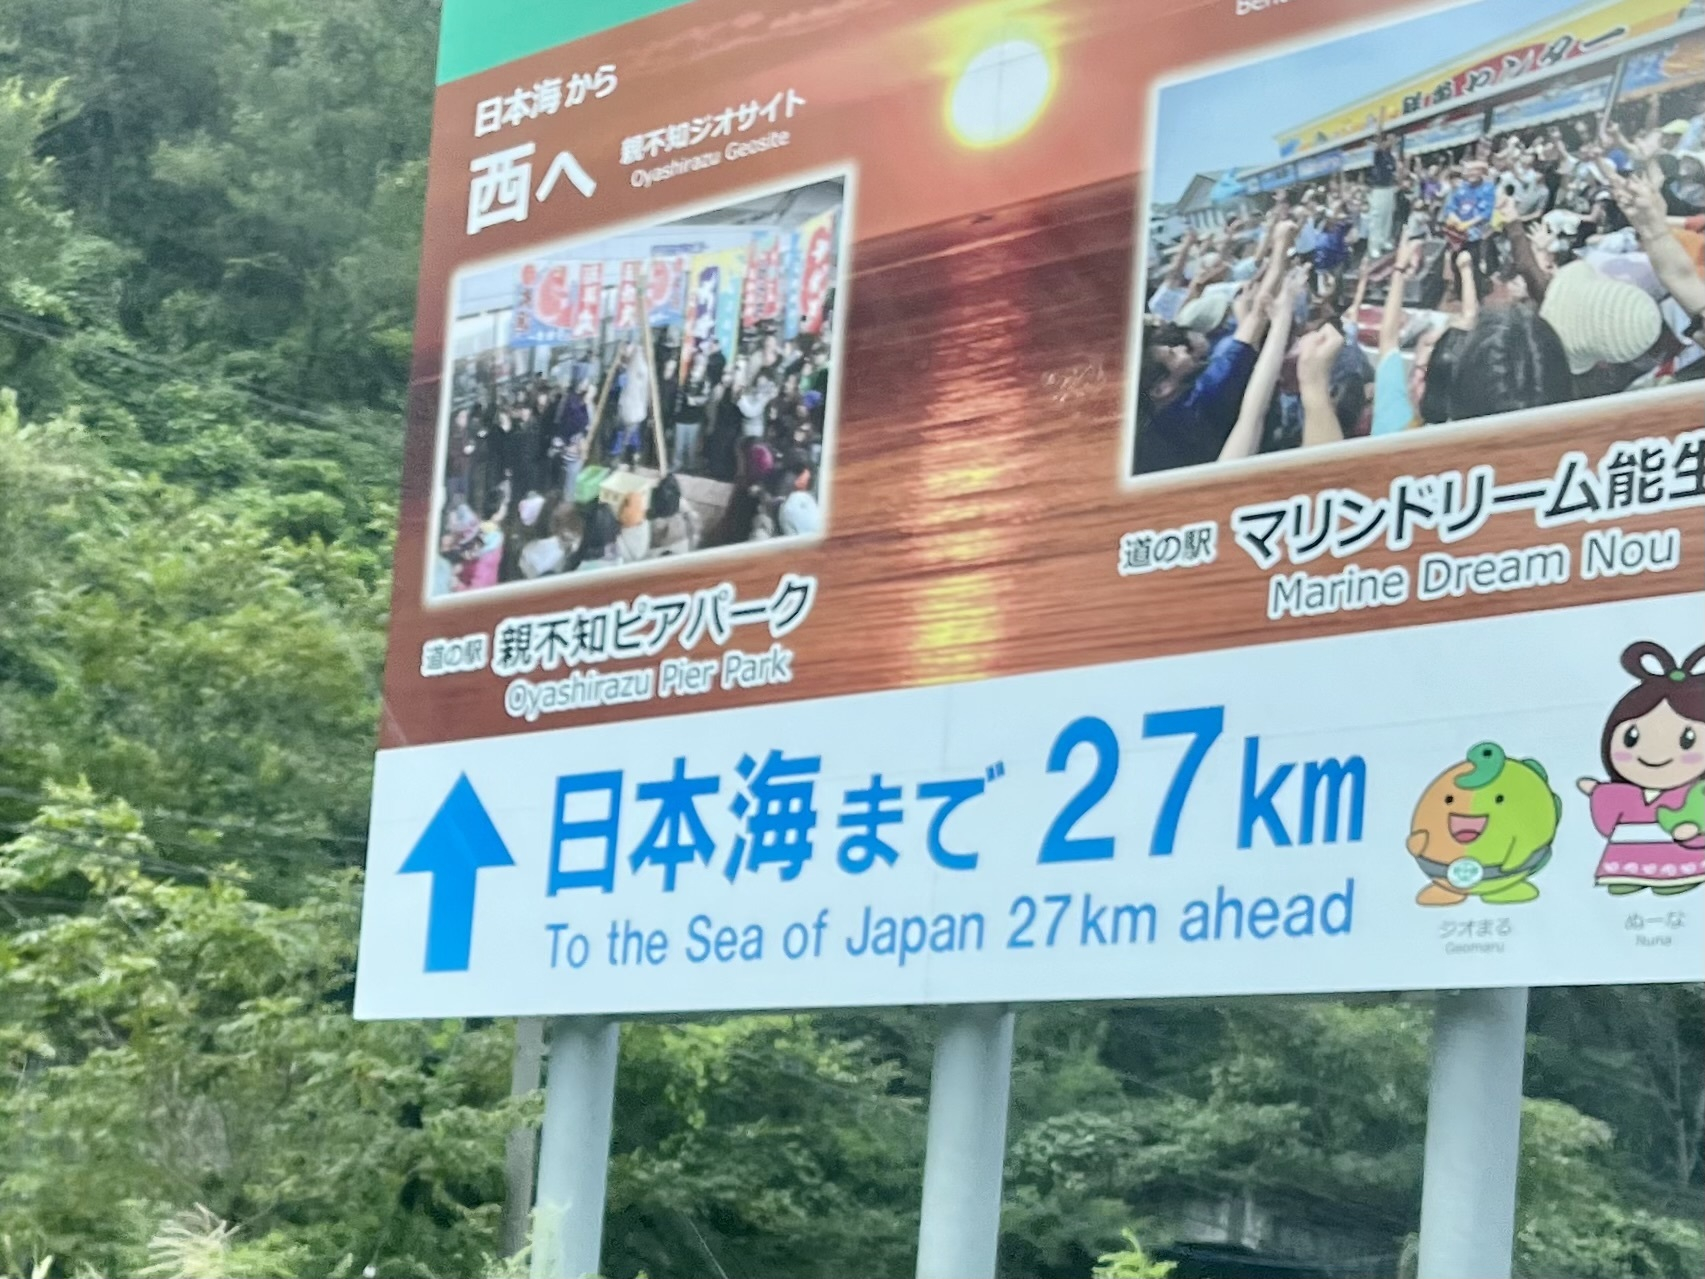 日本海から
西へ
親不知ジオサイト
Oyashirazu Geosite
道の駅 親不知ピアパーク
Oyashirazu Pier Park
道の駅 マリンドリーム能生
Marine Dream Nou
日本海まで 27km
To the Sea of Japan 27km ahead
ジオまる
Geomaru
ぬーな
Nuna